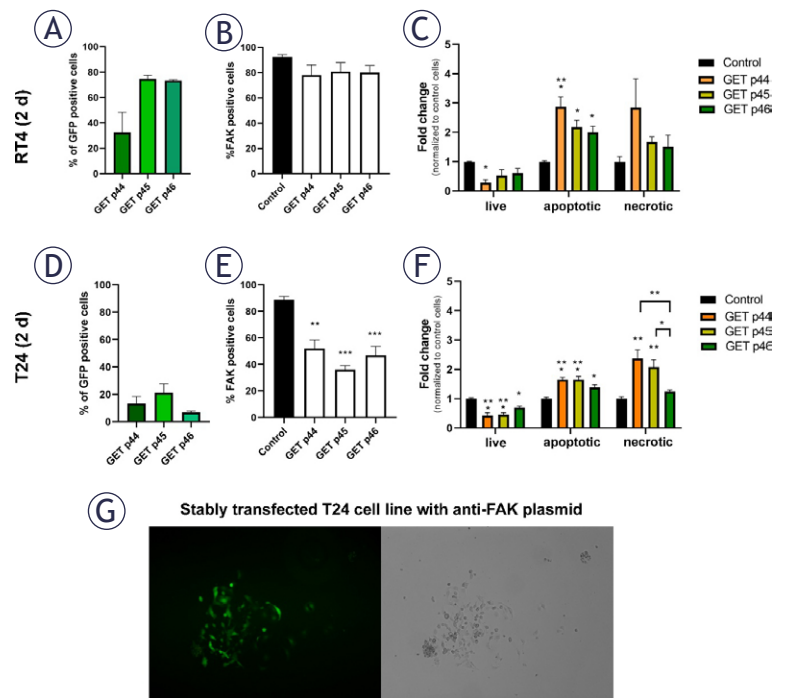 A
B
C
RT4 (2 d)
% of GFP positive cells
100
80
60
40
20
0
GET p44
GET p45
GET p46
%FAK positive cells
100
80
60
40
20
0
Control
GET p44
GET p45
GET p46
Fold change
(normalized to control cells)
5
4
3
2
1
0
*
**
*
*
*
live
apoptotic
necrotic
Control
GET p44
GET p45
GET p46
D
E
F
T24 (2 d)
% of GFP positive cells
100
80
60
40
20
0
GET p44
GET p45
GET p46
% FAK positive cells
100
80
60
40
20
0
**
***
***
Control
GET p44
GET p45
GET p46
Fold change
(normalized to control cells)
5
4
3
2
1
0
**
*
**
*
*
**
*
**
*
*
**
**
**
*
live
apoptotic
necrotic
Control
GET p44
GET p45
GET p46
G
Stably transfected T24 cell line with anti-FAK plasmid